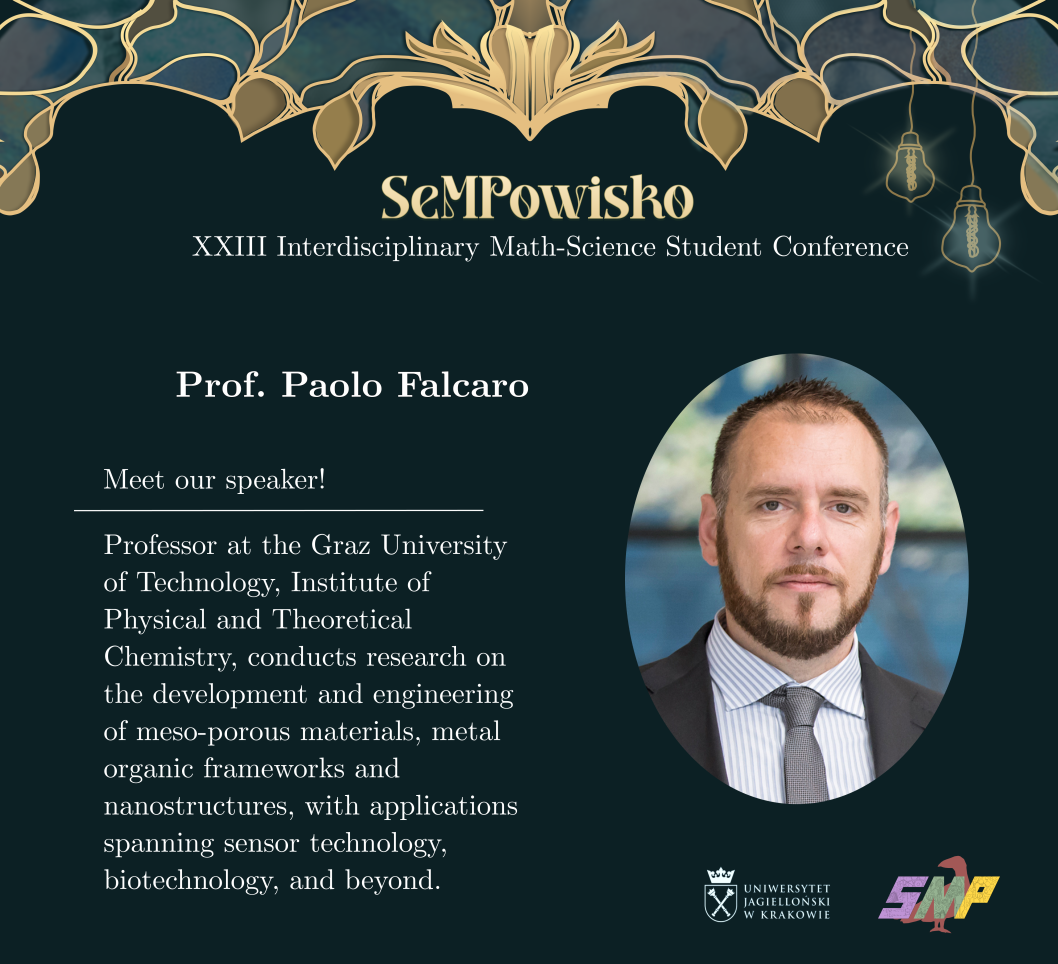 SeMPowisko
XXIII Interdisciplinary Math-Science Student Conference
Prof. Paolo Falcaro
Meet our speaker!
Professor at the Graz University
of Technology, Institute of
Physical and Theoretical
Chemistry, conducts research on
the development and engineering
of meso-porous materials, metal
organic frameworks and
nanostructures, with applications
spanning sensor technology,
biotechnology, and beyond.
UNIWERSYTET
JAGIELLOŃSKI
W KRAKOWIE
SMP